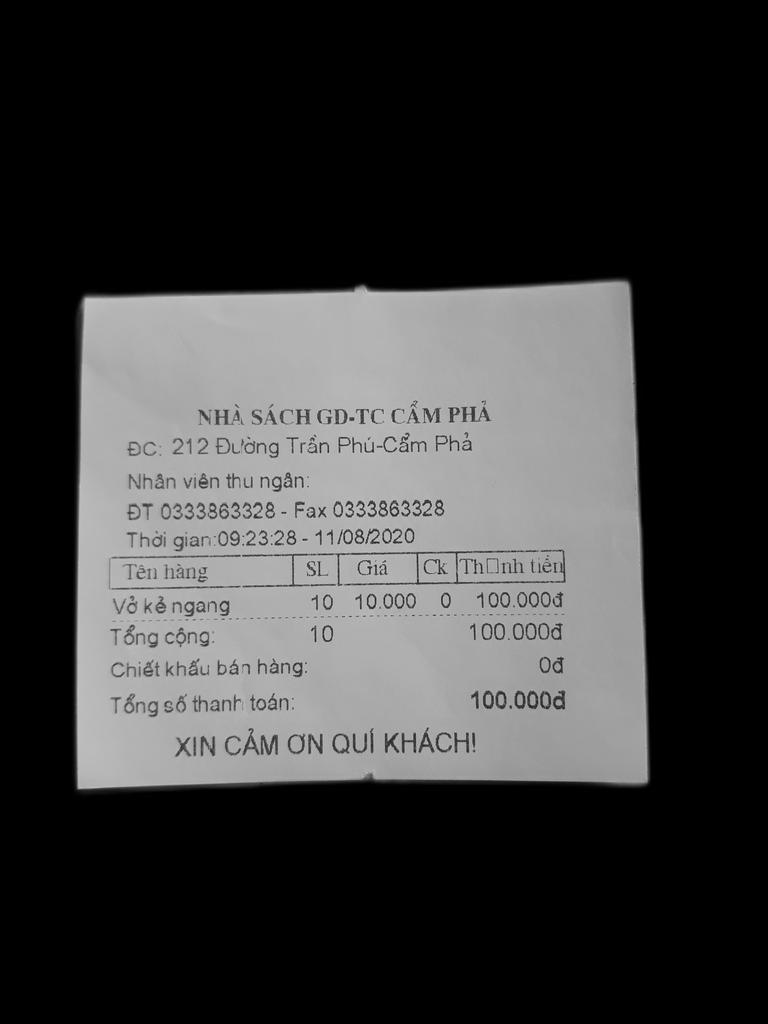 NHÀ SÁCH GD-TC CẨM PHẢ
ĐC: 212 Đường Trần Phú-Cẩm Phả
Nhân viên thu ngân:
ĐT 0333863328 - Fax 0333863328
Thời gian:09:23:28 - 11/08/2020
Tên hàng SL Giá Ck Th□nh tiền
Vở kẻ ngang 10 10.000 0 100.000đ
Tổng cộng: 10 100.000đ
Chiết khấu bán hàng: 0đ
Tổng số thanh toán: 100.000đ
XIN CẢM ƠN QUÍ KHÁCH!